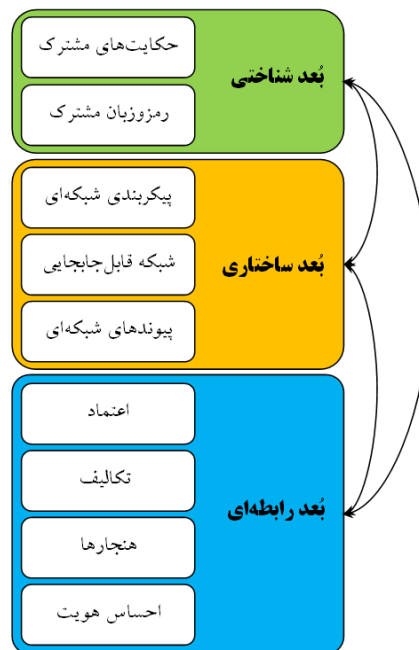 بُعد شناختی
حکایت‌های مشترک
رمزوزبان مشترک
بُعد ساختاری
پیکربندی شبکه‌ای
شبکه قابل‌جابجایی
پیوندهای شبکه‌ای
بُعد رابطه‌ای
اعتماد
تکالیف
هنجارها
احساس هویت